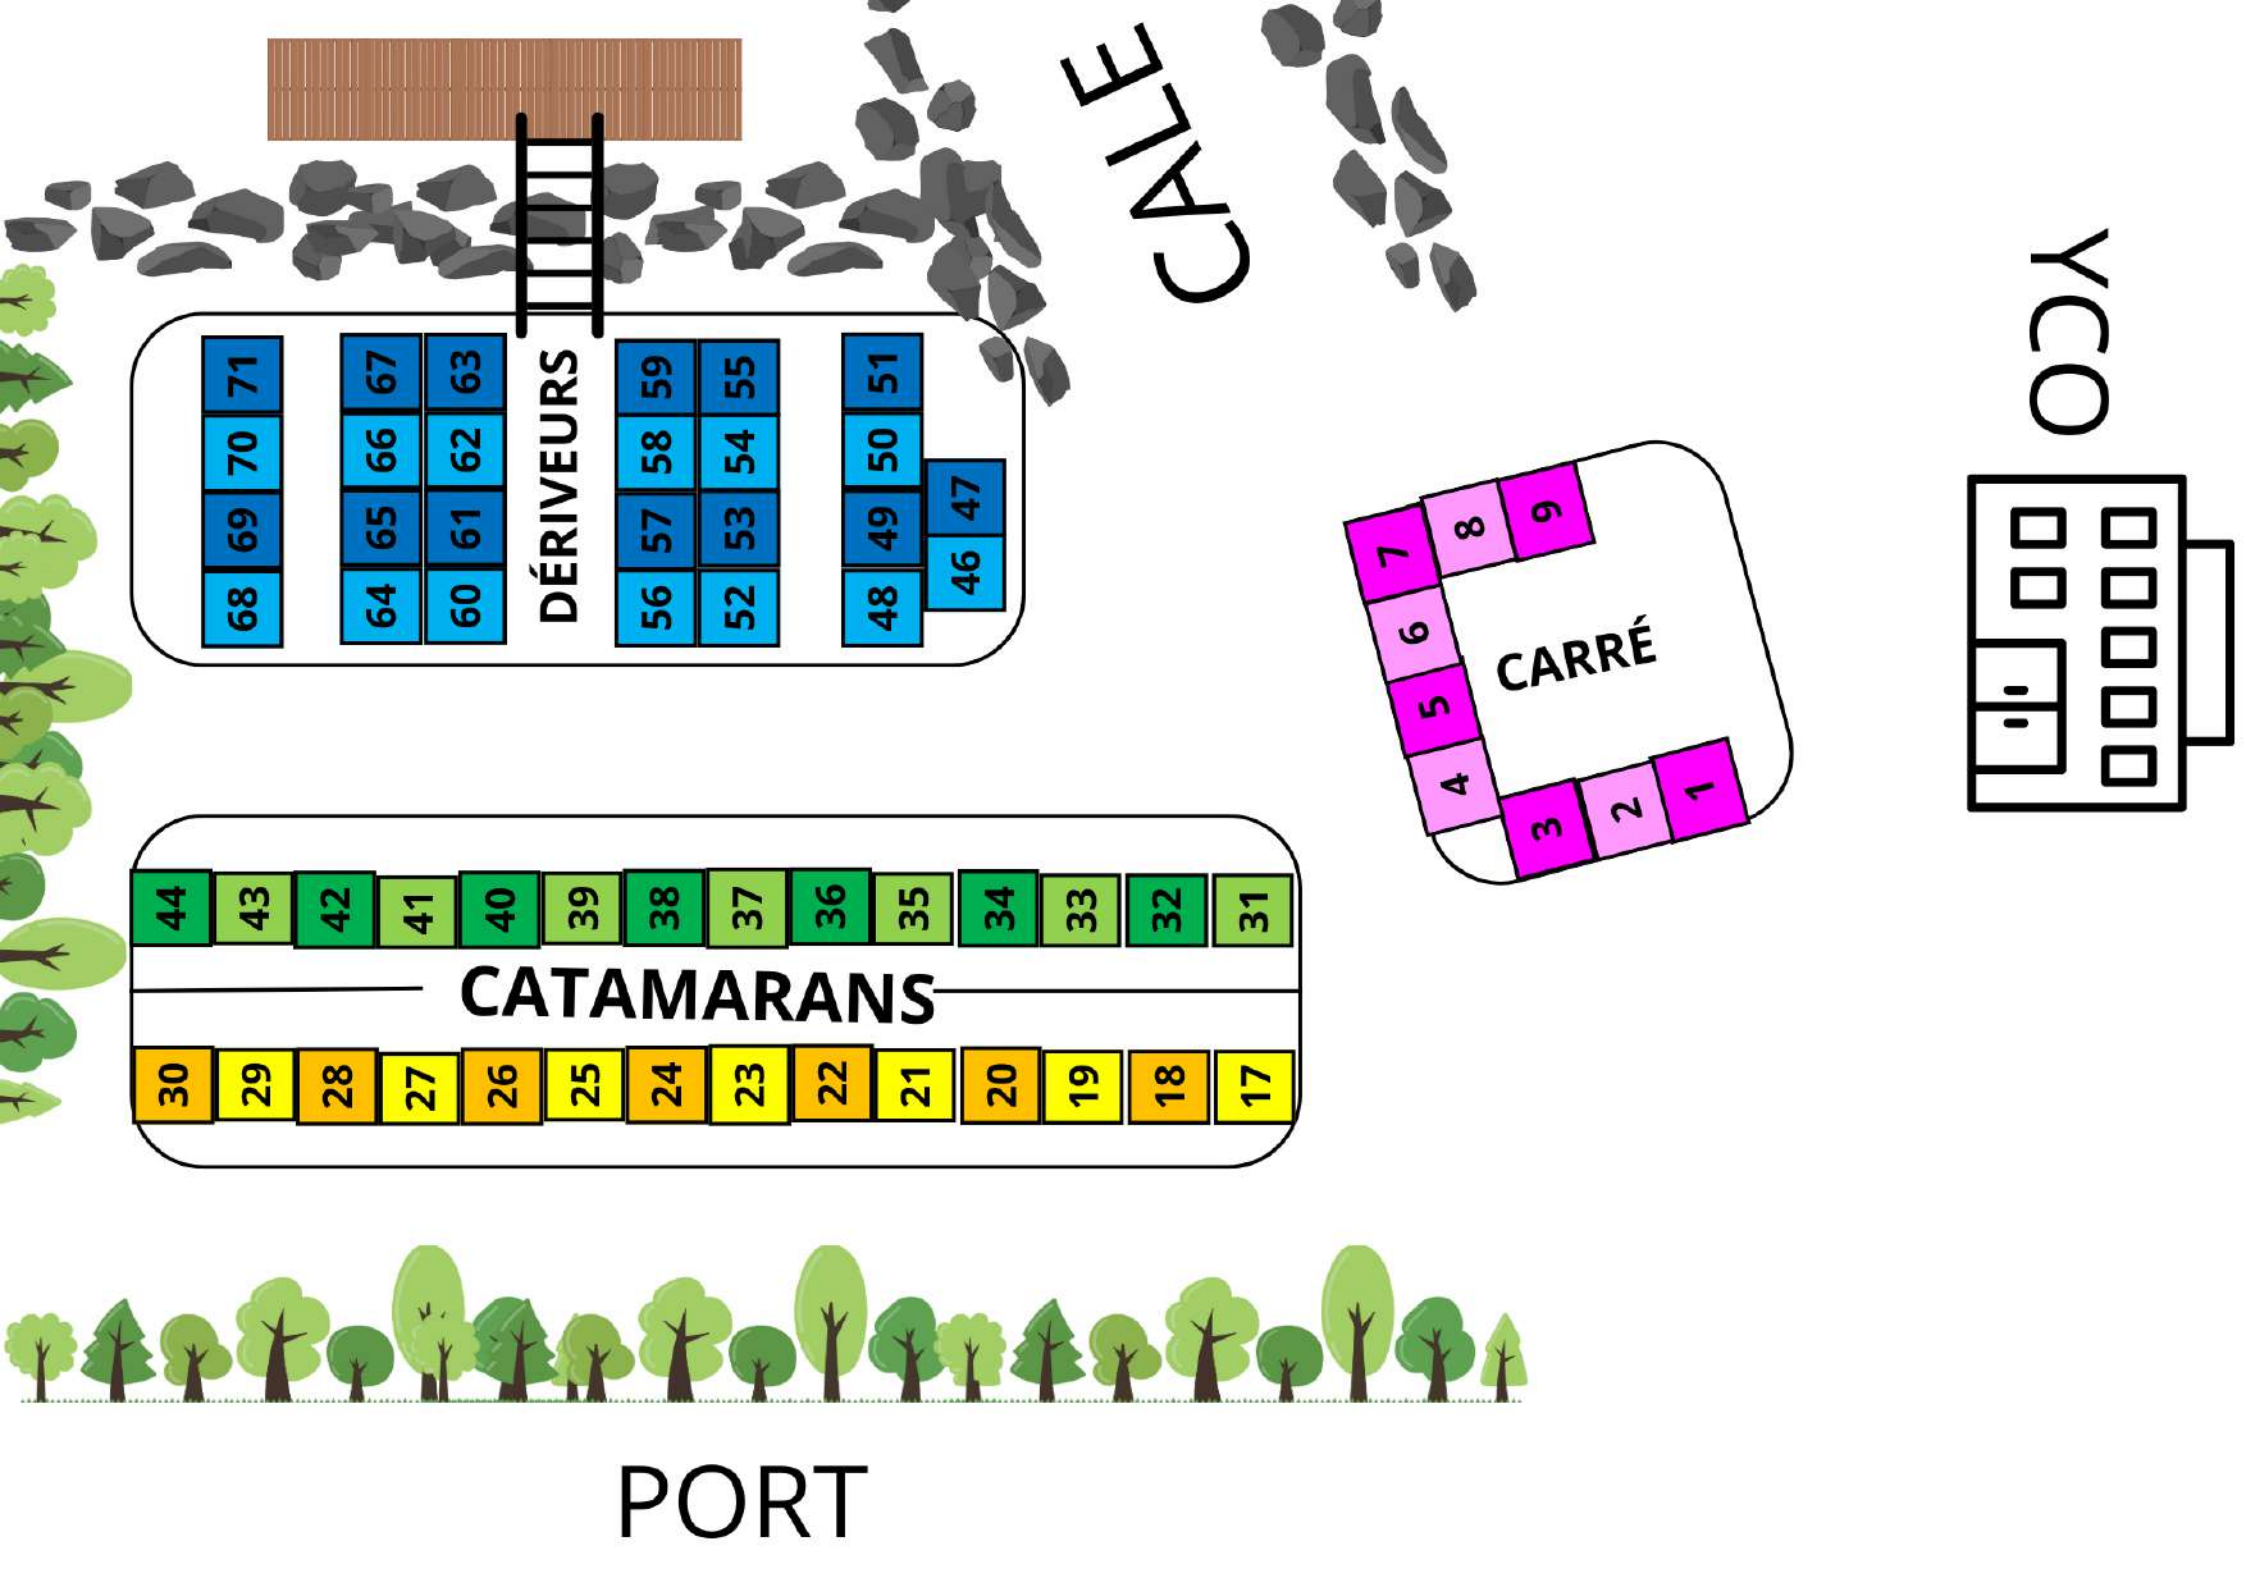 CALE
YCO
71 67 63 59 55 51
70 66 62 58 54 50 47
69 65 61 57 53 49 46
68 64 60 56 52 48
DÉRIVEURS
7 8 9
6
5
4
3 2 1
CARRÉ
44 43 42 41 40 39 38 37 36 35 34 33 32 31
CATAMARANS
30 29 28 27 26 25 24 23 22 21 20 19 18 17
PORT